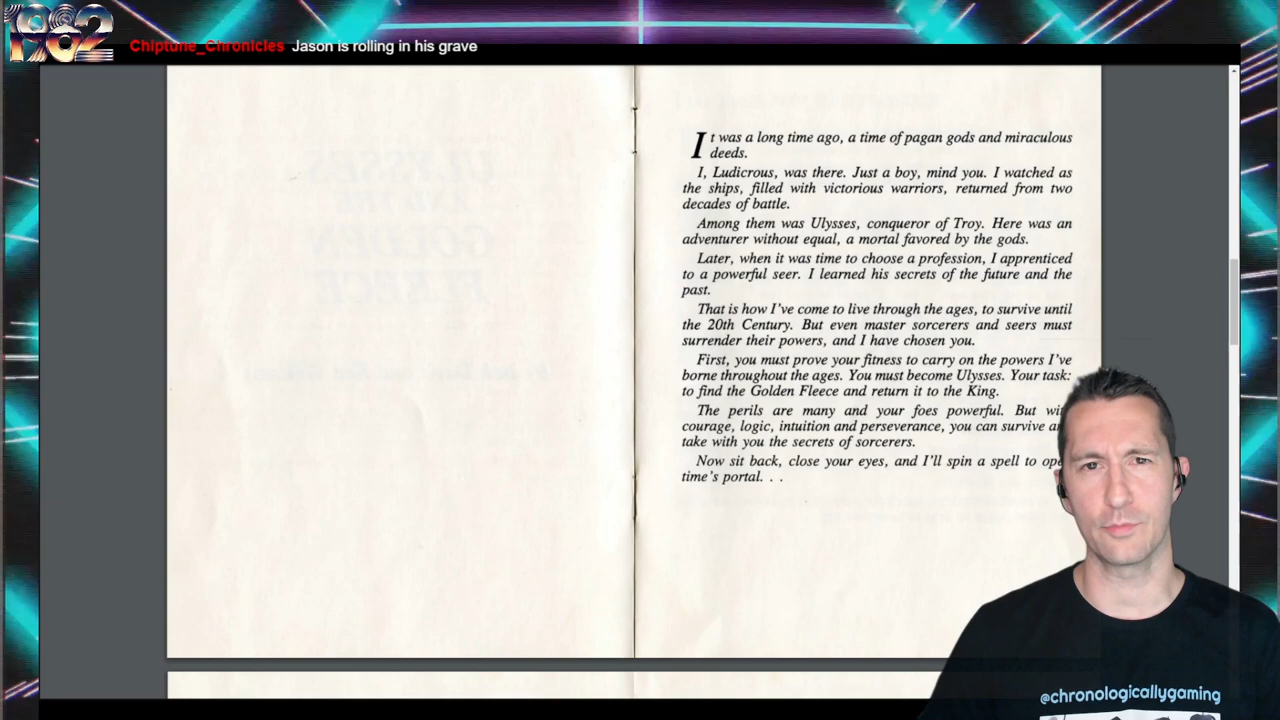 1982
Chiptune_Chronicles Jason is rolling in his grave
ULYSSES
AND THE
GOLDEN
FLEECE
It was a long time ago, a time of pagan gods and miraculous
deeds.
I, Ludicrous, was there. Just a boy, mind you. I watched as
the ships, filled with victorious warriors, returned from two
decades of battle.
Among them was Ulysses, conqueror of Troy. Here was an
adventurer without equal, a mortal favored by the gods.
Later, when it was time to choose a profession, I apprenticed
to a powerful seer. I learned his secrets of the future and the
past.
That is how I've come to live through the ages, to survive until
the 20th Century. But even master sorcerers and seers must
surrender their powers, and I have chosen you.
First, you must prove your fitness to carry on the powers I've
borne throughout the ages. You must become Ulysses. Your task:
to find the Golden Fleece and return it to the King.
The perils are many and your foes powerful. But wi
courage, logic, intuition and perseverance, you can survive a
take with you the secrets of sorcerers.
Now sit back, close your eyes, and I'll spin a spell to ope
time's portal. . .
@chronologicallygaming